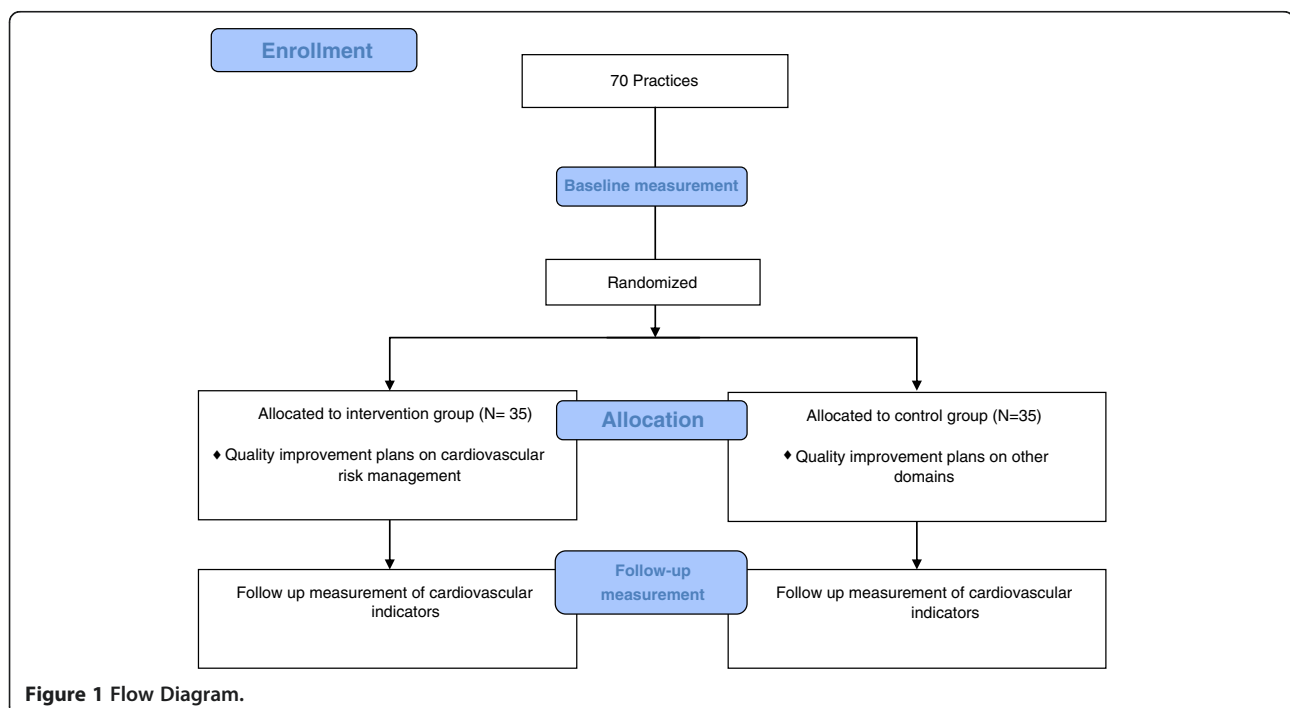 Enrollment
70 Practices
Baseline measurement
Randomized
Allocated to intervention group (N= 35)
♦ Quality improvement plans on cardiovascular
risk management
Allocation
Allocated to control group (N=35)
♦ Quality improvement plans on other
domains
Follow up measurement of cardiovascular
indicators
Follow-up
measurement
Follow up measurement of cardiovascular
indicators
Figure 1 Flow Diagram.